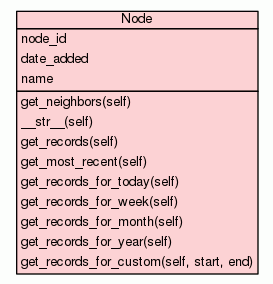 Node
node_id
date_added
name
get_neighbors(self)
__str__(self)
get_records(self)
get_most_recent(self)
get_records_for_today(self)
get_records_for_week(self)
get_records_for_month(self)
get_records_for_year(self)
get_records_for_custom(self, start, end)